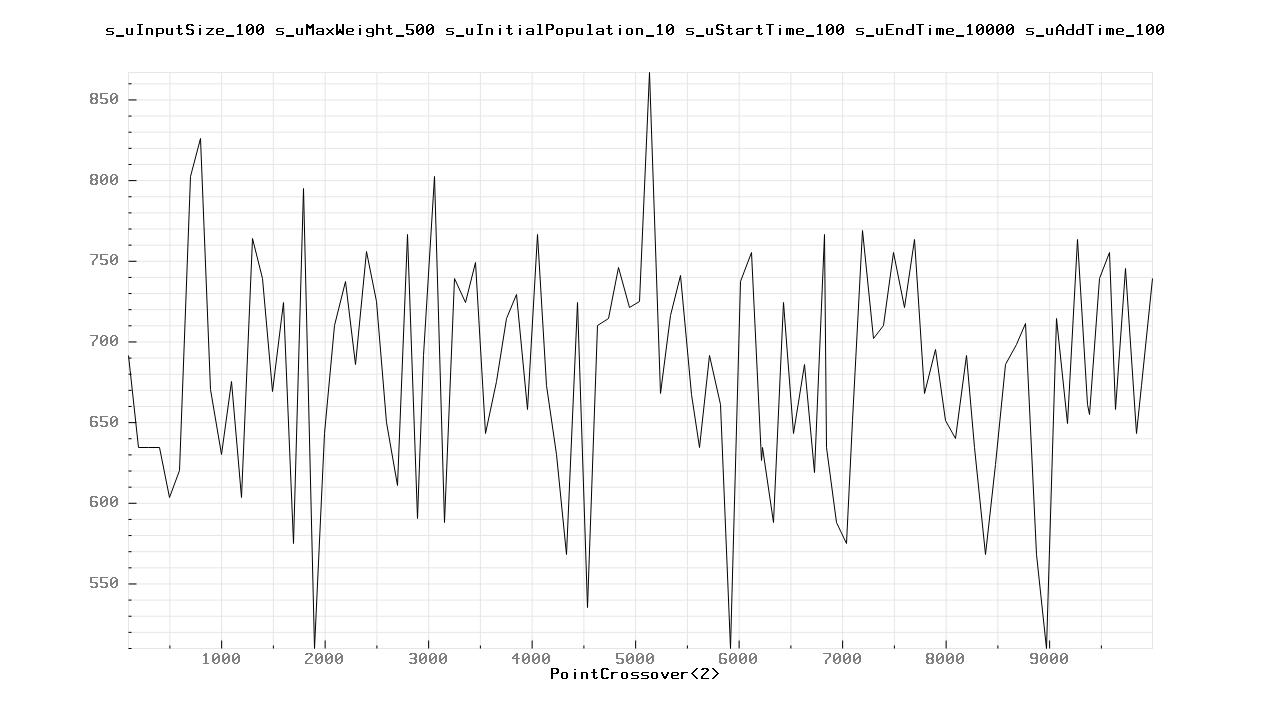 s_uInputSize_100 s_uMaxWeight_500 s_uInitialPopulation_10 s_uStartTime_100 s_uEndTime_10000 s_uAddTime_100
850
800
750
700
650
600
550
1000 2000 3000 4000 5000 6000 7000 8000 9000
PointCrossover<2>